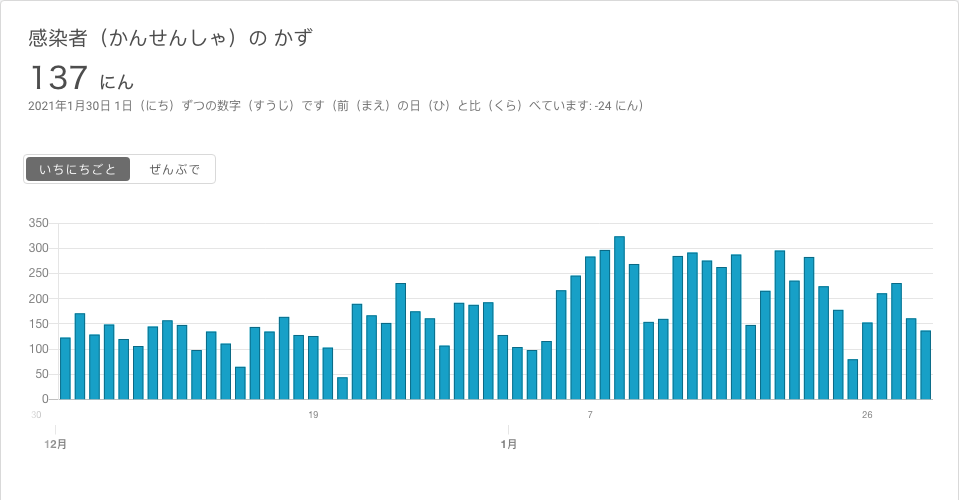 感染者（かんせんしゃ）の かず
137 にん
2021年1月30日 1日（にち）ずつの数字（すうじ）です（前（まえ）の日（ひ）と比（くら）べています: -24 にん）
いちにちごと ぜんぶで
350
300
250
200
150
100
50
0
30 19 7 26
12月 1月